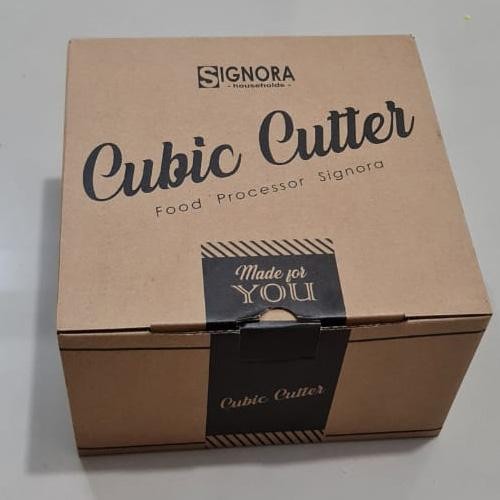 SIGNORA
- households -
Cubic Cutter
Food Processor Signora
Made for
YOU
Cubic Cutter